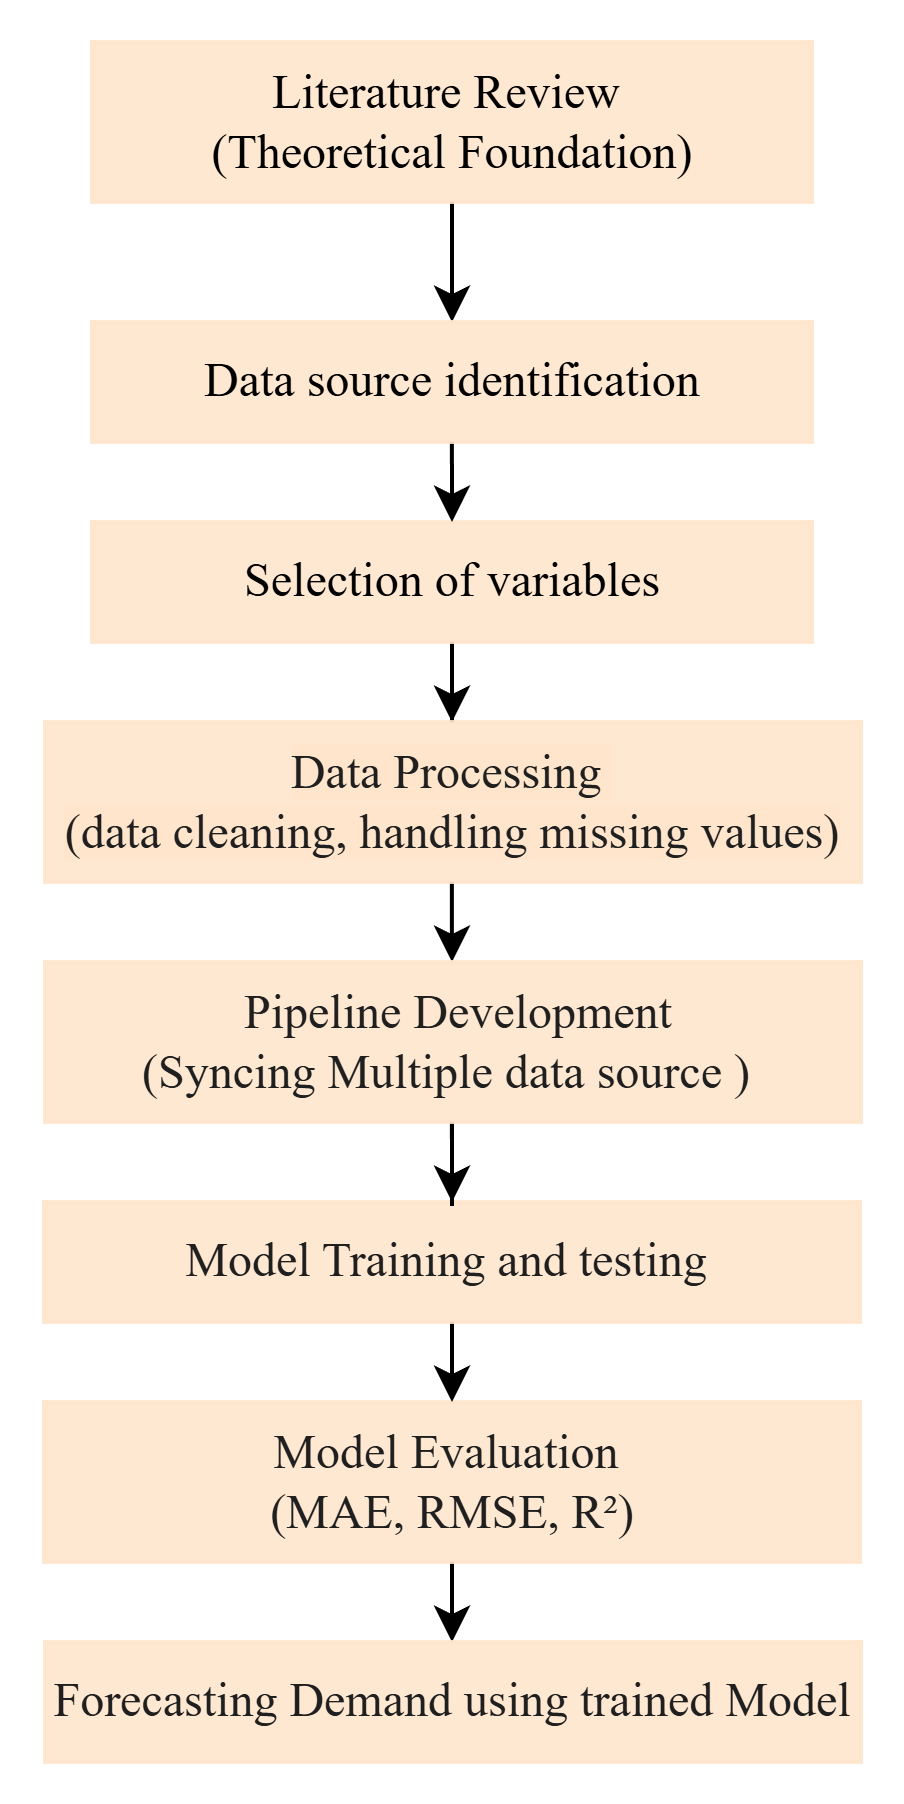 Literature Review
(Theoretical Foundation)
Data source identification
Selection of variables
Data Processing
(data cleaning, handling missing values)
Pipeline Development
(Syncing Multiple data source )
Model Training and testing
Model Evaluation
(MAE, RMSE, R²)
Forecasting Demand using trained Model